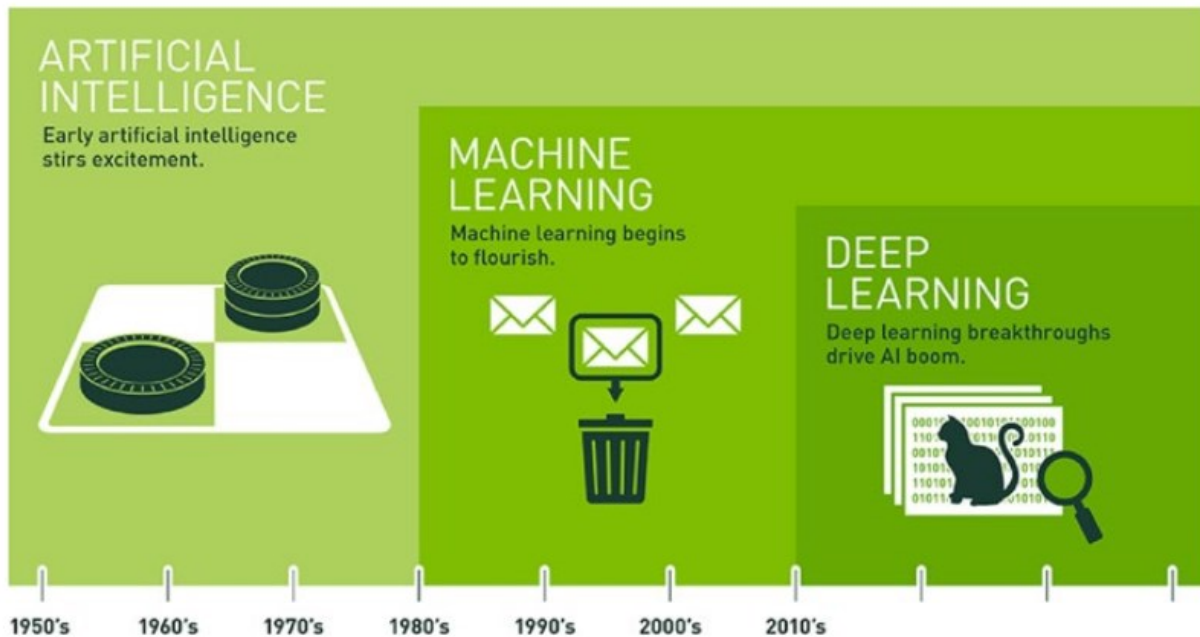 ARTIFICIAL
INTELLIGENCE
Early artificial intelligence
stirs excitement.
MACHINE
LEARNING
Machine learning begins
to flourish.
DEEP
LEARNING
Deep learning breakthroughs
drive AI boom.
1950's 1960's 1970's 1980's 1990's 2000's 2010's